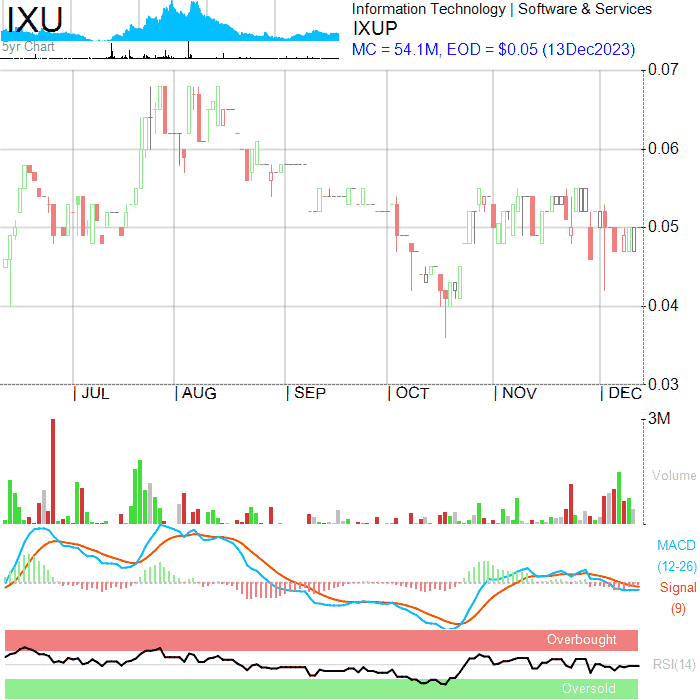 IXU
Information Technology | Software & Services
IXUP
5yr Chart
MC = 54.1M, EOD = $0.05 (13Dec2023)
0.07
0.06
0.05
0.04
0.03
| JUL | AUG | SEP | OCT | NOV | DEC
3M
Volume
MACD
(12-26)
Signal
(9)
Overbought
RSI(14)
Oversold